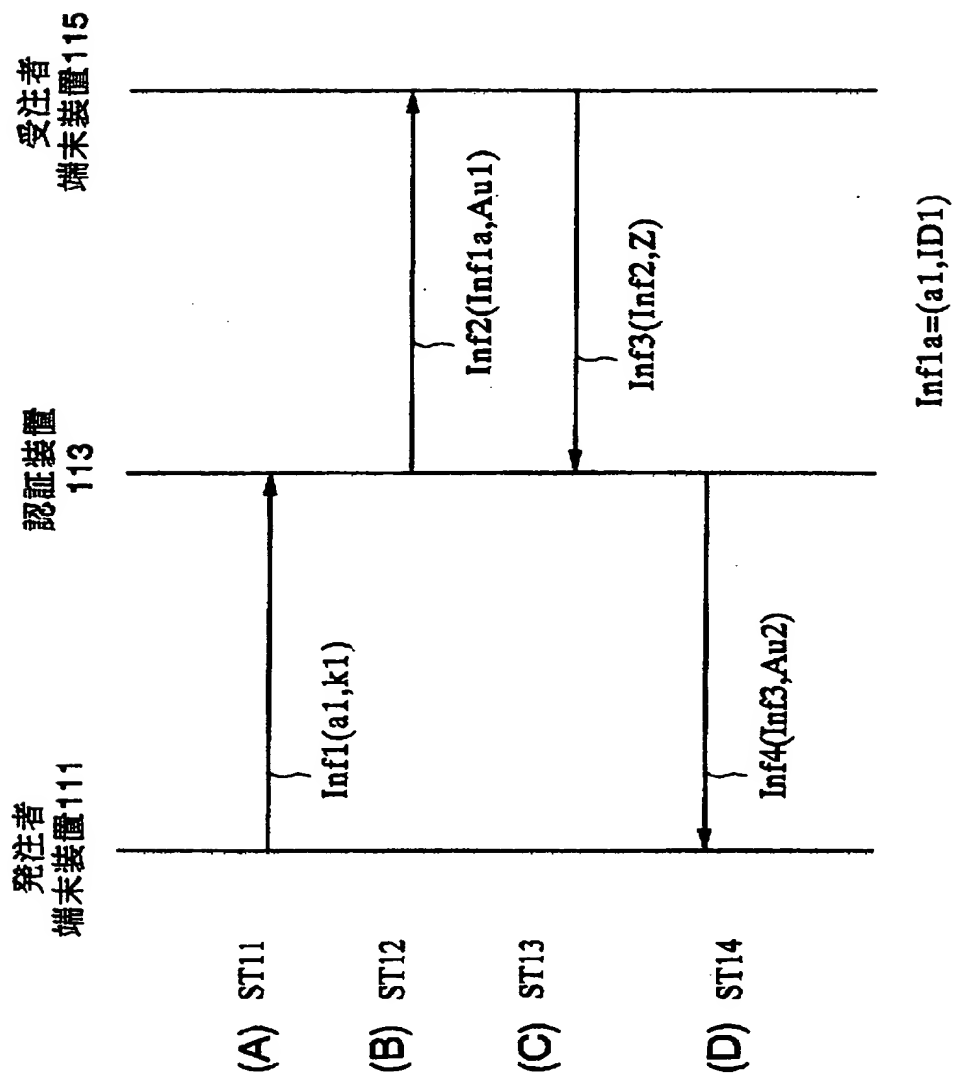 発注者
端末装置111
認証装置
113
受注者
端末装置115
(A) ST11
Inf1(a1,k1)
(B) ST12
Inf2(Inf1a,Au1)
(C) ST13
Inf3(Inf2,Z)
(D) ST14
Inf4(Inf3,Au2)
Inf1a=(a1,ID1)